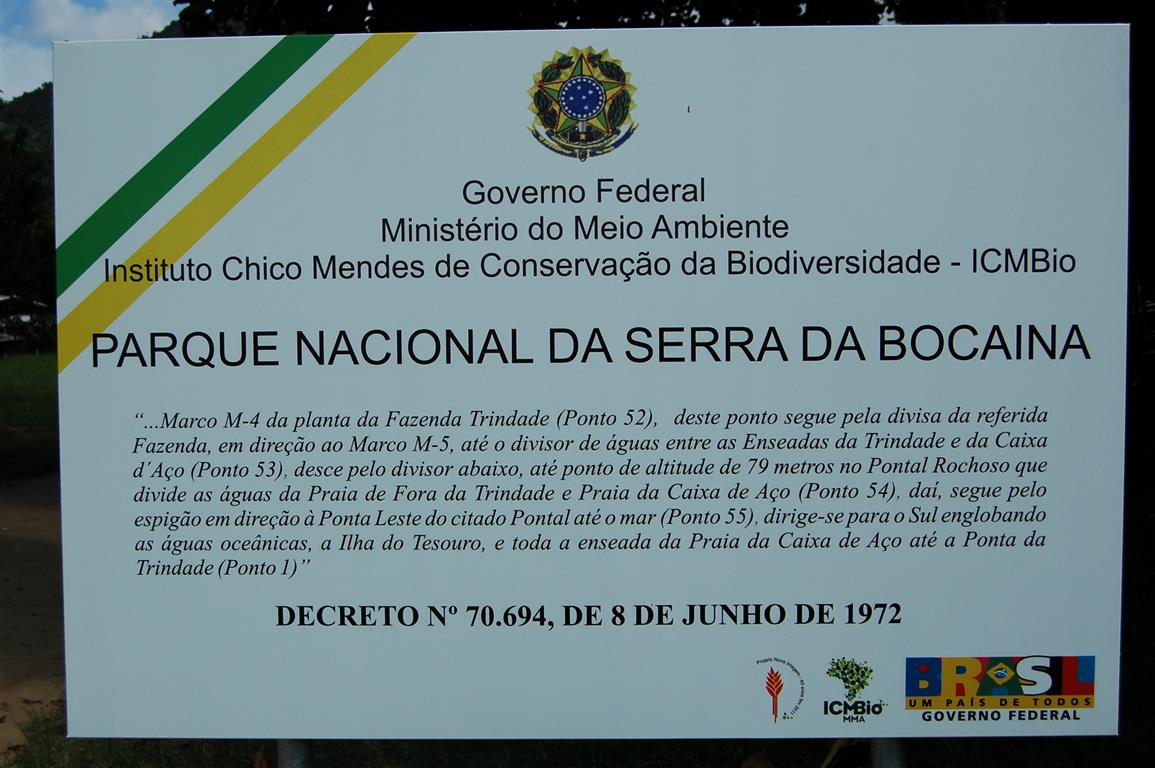 Governo Federal
Ministério do Meio Ambiente
Instituto Chico Mendes de Conservação da Biodiversidade - ICMBio
PARQUE NACIONAL DA SERRA DA BOCAINA
“...Marco M-4 da planta da Fazenda Trindade (Ponto 52), deste ponto segue pela divisa da referida
Fazenda, em direção ao Marco M-5, até o divisor de águas entre as Enseadas da Trindade e da Caixa
d´Aço (Ponto 53), desce pelo divisor abaixo, até ponto de altitude de 79 metros no Pontal Rochoso que
divide as águas da Praia de Fora da Trindade e Praia da Caixa de Aço (Ponto 54), daí, segue pelo
espigão em direção à Ponta Leste do citado Pontal até o mar (Ponto 55), dirige-se para o Sul englobando
as águas oceânicas, a Ilha do Tesouro, e toda a enseada da Praia da Caixa de Aço até a Ponta da
Trindade (Ponto 1)”
DECRETO Nº 70.694, DE 8 DE JUNHO DE 1972
Projeto Nova Imagem
ICMBio
MMA
BRASIL
UM PAÍS DE TODOS
GOVERNO FEDERAL